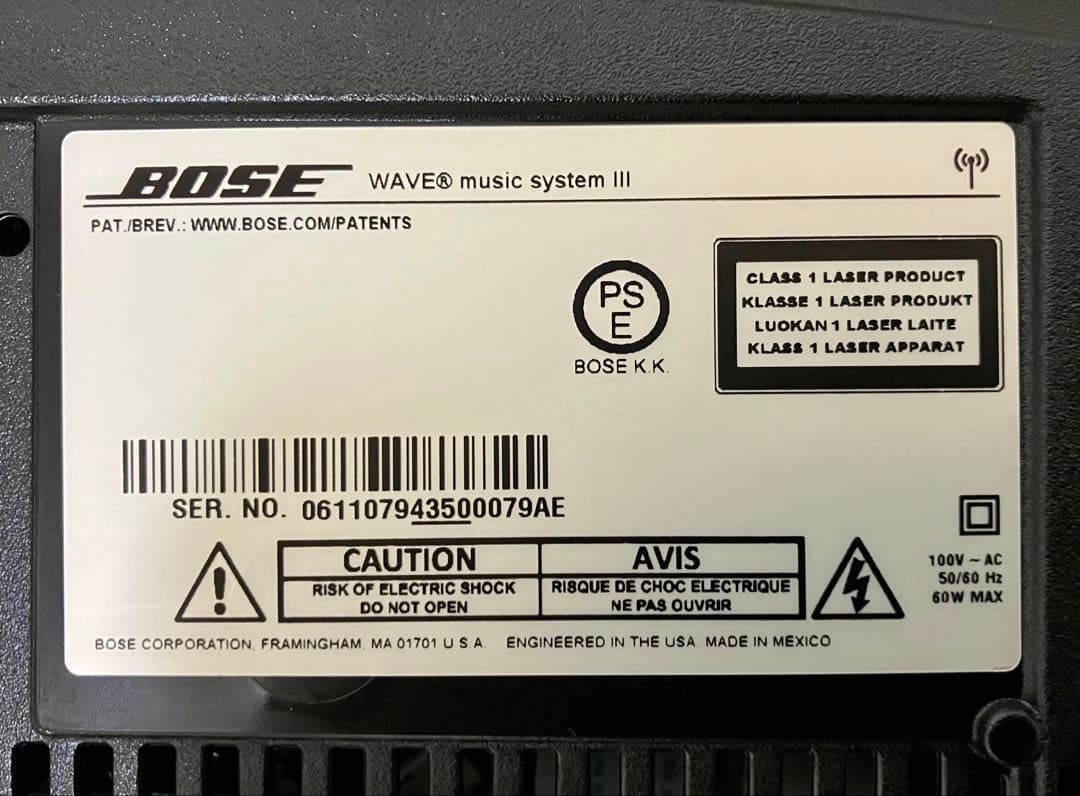 BOSE WAVE® music system III
PAT./BREV.: WWW.BOSE.COM/PATENTS
PS
E
BOSE K.K.
CLASS 1 LASER PRODUCT
KLASSE 1 LASER PRODUKT
LUOKAN 1 LASER LAITE
KLASS 1 LASER APPARAT
SER. NO. 061107943500079AE
CAUTION
RISK OF ELECTRIC SHOCK
DO NOT OPEN
AVIS
RISQUE DE CHOC ELECTRIQUE
NE PAS OUVRIR
100V ~ AC
50/60 Hz
60W MAX
BOSE CORPORATION, FRAMINGHAM, MA 01701 U S A ENGINEERED IN THE USA. MADE IN MEXICO